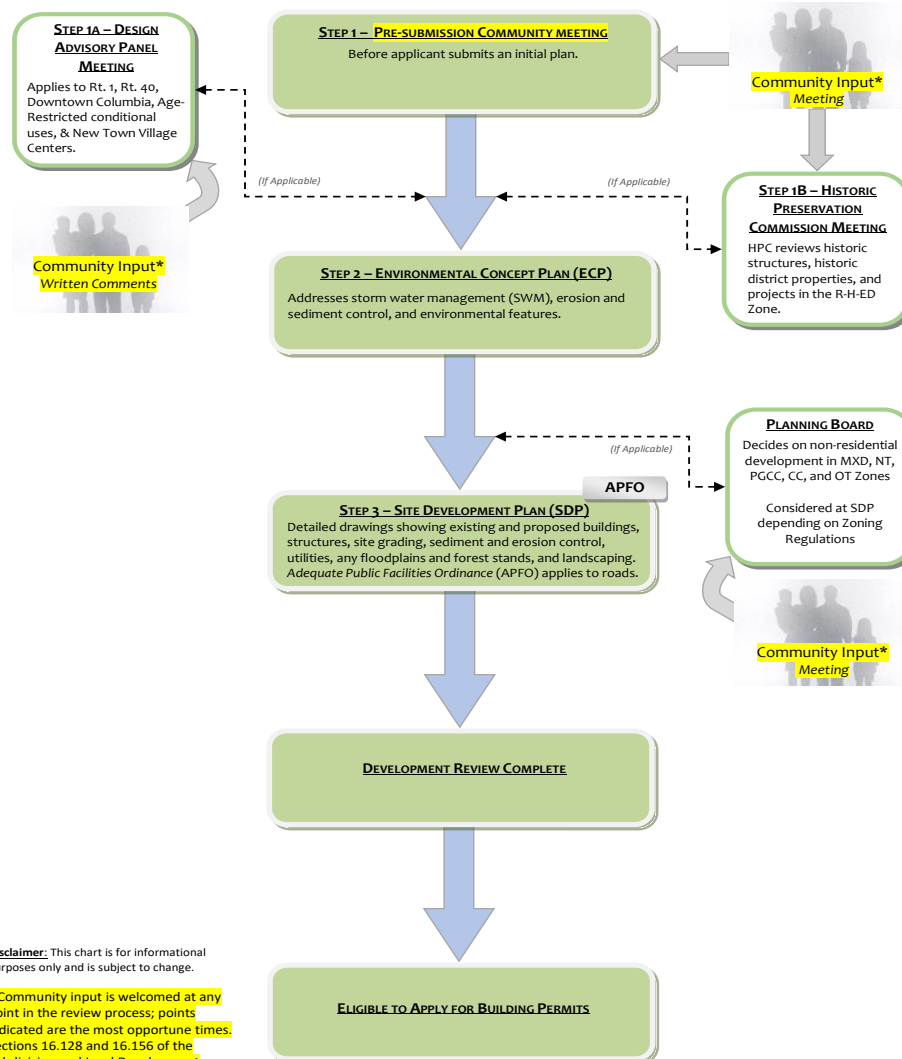 STEP 1A – DESIGN
ADVISORY PANEL
MEETING
Applies to Rt. 1, Rt. 40,
Downtown Columbia, Age-
Restricted conditional
uses, & New Town Village
Centers.
STEP 1 – PRE-SUBMISSION COMMUNITY MEETING
Before applicant submits an initial plan.
Community Input*
Meeting
(If Applicable)
(If Applicable)
Community Input*
Written Comments
STEP 1B – HISTORIC
PRESERVATION
COMMISSION MEETING
HPC reviews historic
structures, historic
district properties, and
projects in the R-H-ED
Zone.
STEP 2 – ENVIRONMENTAL CONCEPT PLAN (ECP)
Addresses storm water management (SWM), erosion and
sediment control, and environmental features.
(If Applicable)
PLANNING BOARD
Decides on non-residential
development in MXD, NT,
PGCC, CC, and OT Zones
Considered at SDP
depending on Zoning
Regulations
APFO
STEP 3 – SITE DEVELOPMENT PLAN (SDP)
Detailed drawings showing existing and proposed buildings,
structures, site grading, sediment and erosion control,
utilities, any floodplains and forest stands, and landscaping.
Adequate Public Facilities Ordinance (APFO) applies to roads.
Community Input*
Meeting
DEVELOPMENT REVIEW COMPLETE
sclaimer: This chart is for informational
urposes only and is subject to change.
Community input is welcomed at any
oint in the review process; points
dicated are the most opportune times.
ections 16.128 and 16.156 of the
ELIGIBLE TO APPLY FOR BUILDING PERMITS